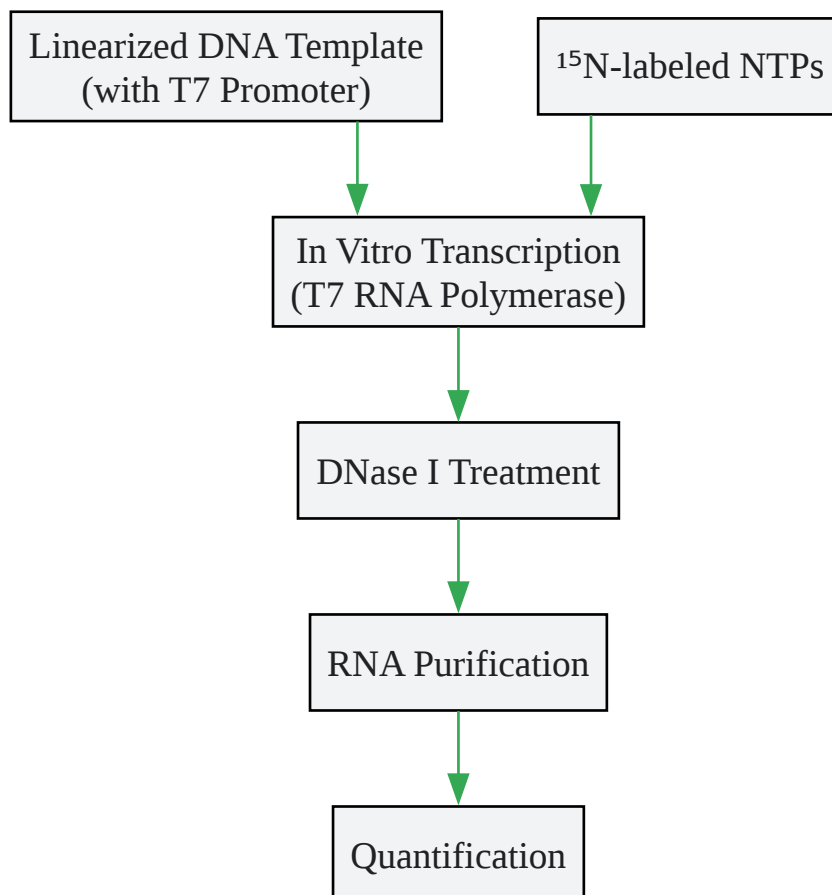 Linearized DNA Template
(with T7 Promoter)
¹⁵N-labeled NTPs
In Vitro Transcription
(T7 RNA Polymerase)
DNase I Treatment
RNA Purification
Quantification